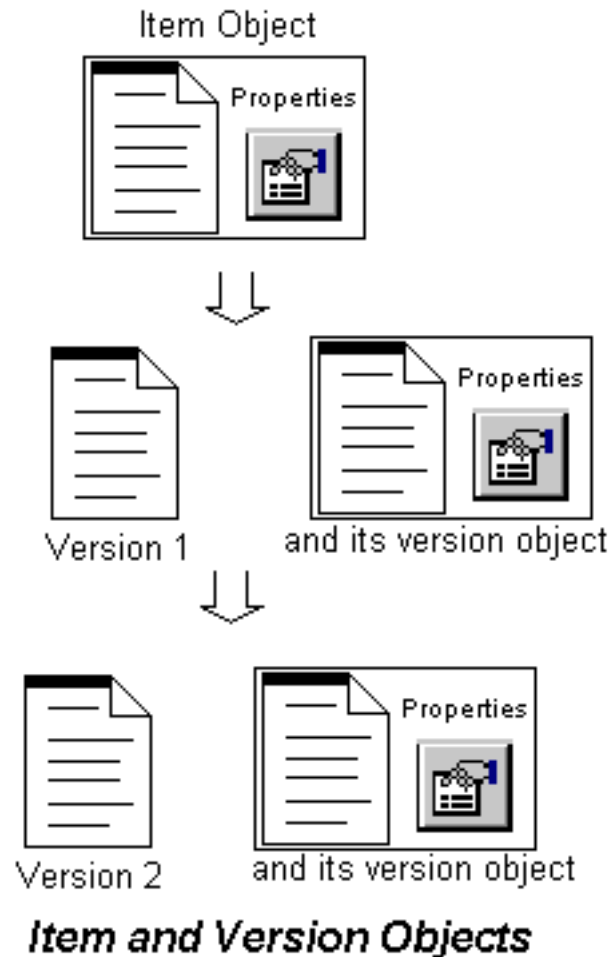 Item Object
Properties
Properties
Version 1
and its version object
Properties
Version 2
and its version object
Item and Version Objects